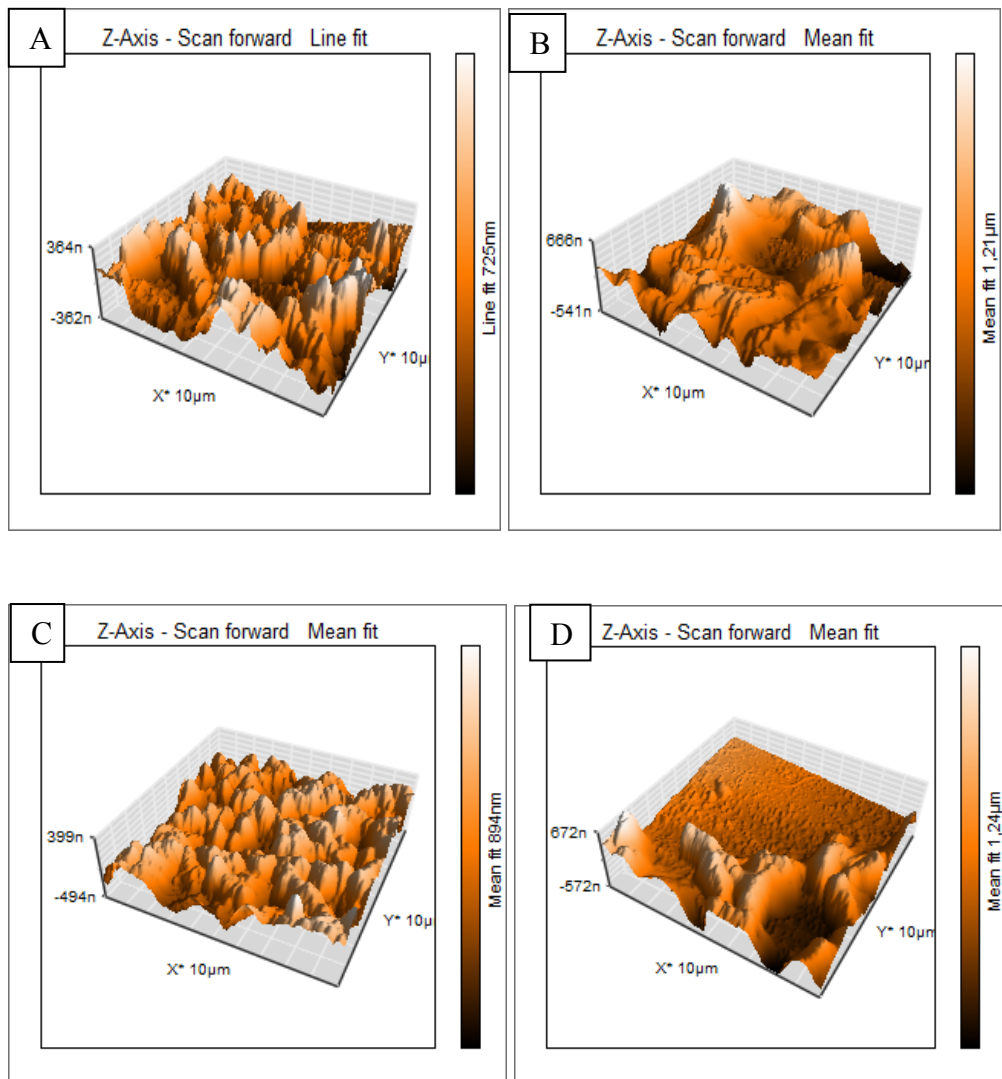 A
Z-Axis - Scan forward Line fit
364n
-362n
X* 10µm
Y* 10µ
Line fit 725nm
B
Z-Axis - Scan forward Mean fit
666n
-541n
X* 10µm
Y* 10µm
Mean fit 1,21µm
C
Z-Axis - Scan forward Mean fit
399n
-494n
X* 10µm
Y* 10µ
Mean fit 894nm
D
Z-Axis - Scan forward Mean fit
672n
-572n
X* 10µm
Y* 10µm
Mean fit 1,24µm